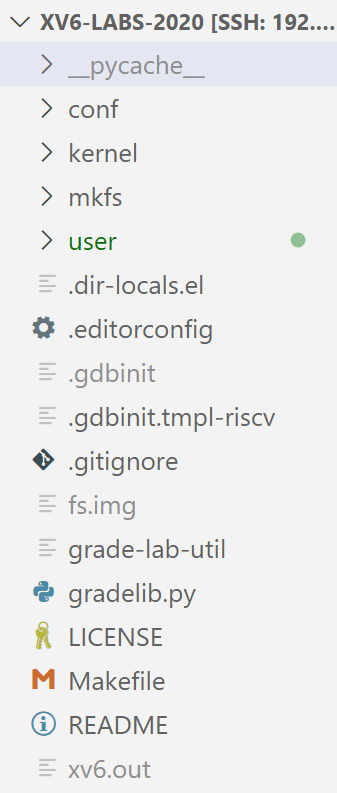 XV6-LABS-2020 [SSH: 192....
__pycache__
conf
kernel
mkfs
user
.dir-locals.el
.editorconfig
.gdbinit
.gdbinit.tmpl-riscv
.gitignore
fs.img
grade-lab-util
gradelib.py
LICENSE
Makefile
README
xv6.out